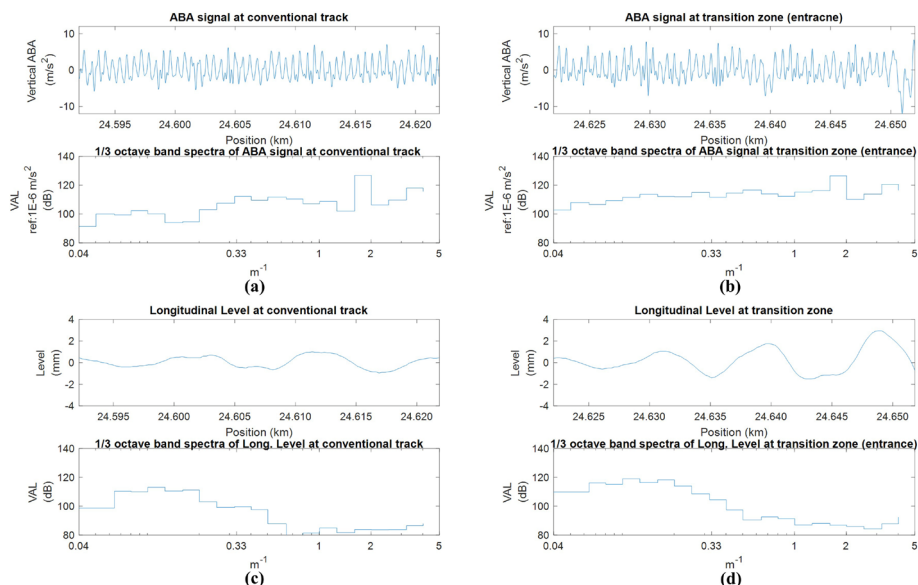 ABA signal at conventional track
Vertical ABA
(m/s²)
10
0
-10
24.595 24.600 24.605 24.610 24.615 24.620
Position (km)
1/3 octave band spectra of ABA signal at conventional track
VAL
ref:1E-6 m/s²
(dB)
140
120
100
80
0.04 0.33 1 2 5
m⁻¹
(a)
ABA signal at transition zone (entracne)
Vertical ABA
(m/s²)
10
0
-10
24.625 24.630 24.635 24.640 24.645 24.650
Position (km)
1/3 octave band spectra of ABA signal at transition zone (entrance)
VAL
ref:1E-6 m/s²
(dB)
140
120
100
80
0.04 0.33 1 2 5
m⁻¹
(b)
Longitudinal Level at conventional track
Level
(mm)
4
2
0
-2
-4
24.595 24.600 24.605 24.610 24.615 24.620
Position (km)
1/3 octave band spectra of Long. Level at conventional track
VAL
(dB)
140
120
100
80
0.04 0.33 1 2 5
m⁻¹
(c)
Longitudinal Level at transition zone
Level
(mm)
4
2
0
-2
-4
24.625 24.630 24.635 24.640 24.645 24.650
Position (km)
1/3 octave band spectra of Long. Level at transition zone (entrance)
VAL
(dB)
140
120
100
80
0.04 0.33 1 2 5
m⁻¹
(d)